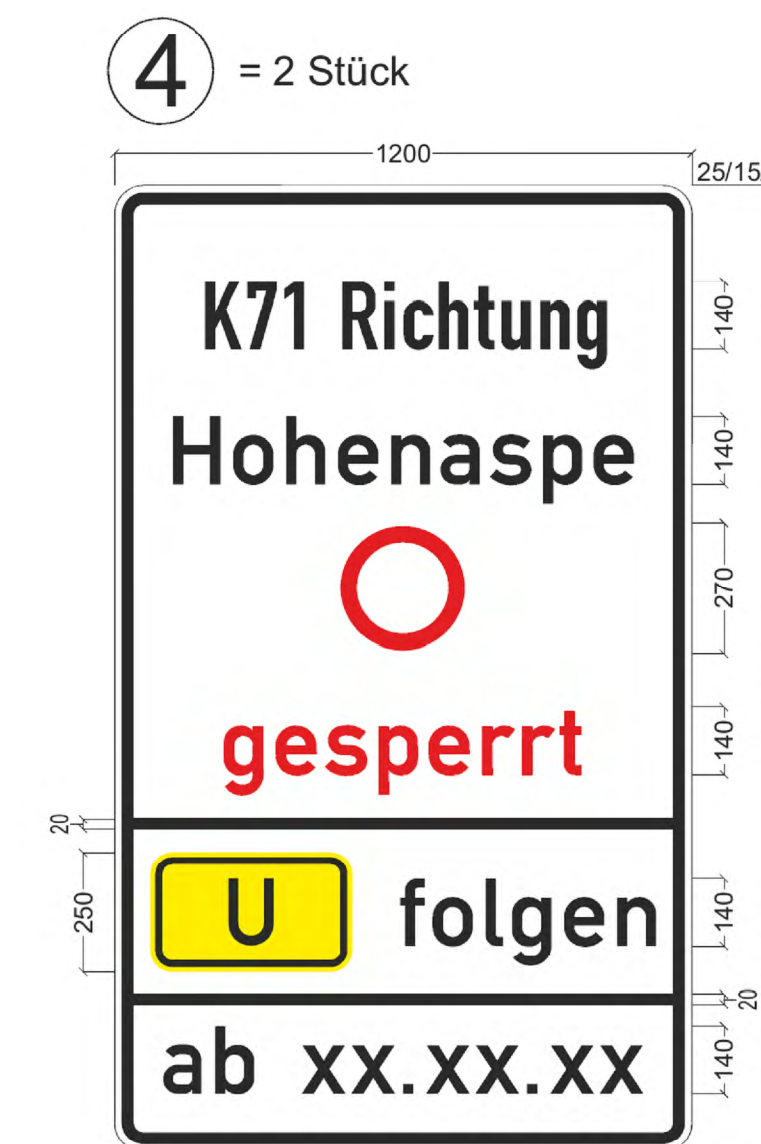 4 = 2 Stück
1200
25/15
K71 Richtung
140
Hohenaspe
140
270
gesperrt
140
20
U folgen
250
140
20
ab xx.xx.xx
140